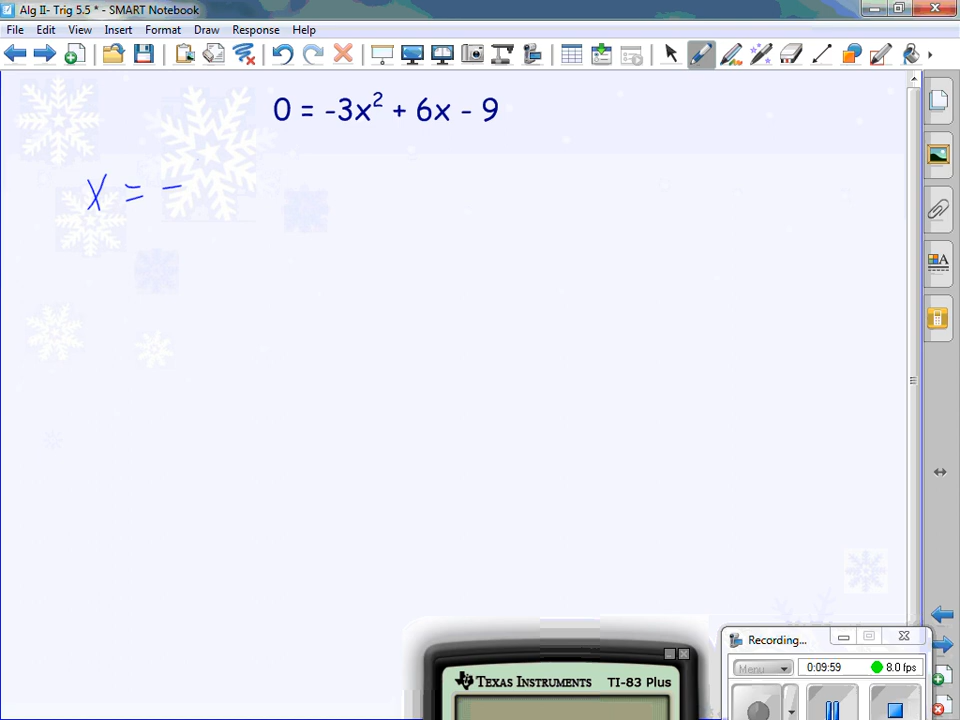 Alg II- Trig 5.5 * - SMART Notebook
File Edit View Insert Format Draw Response Help
0 = -3x² + 6x - 9
x = -
Recording...
Menu
0:09:59
8.0 fps
TEXAS INSTRUMENTS TI-83 Plus